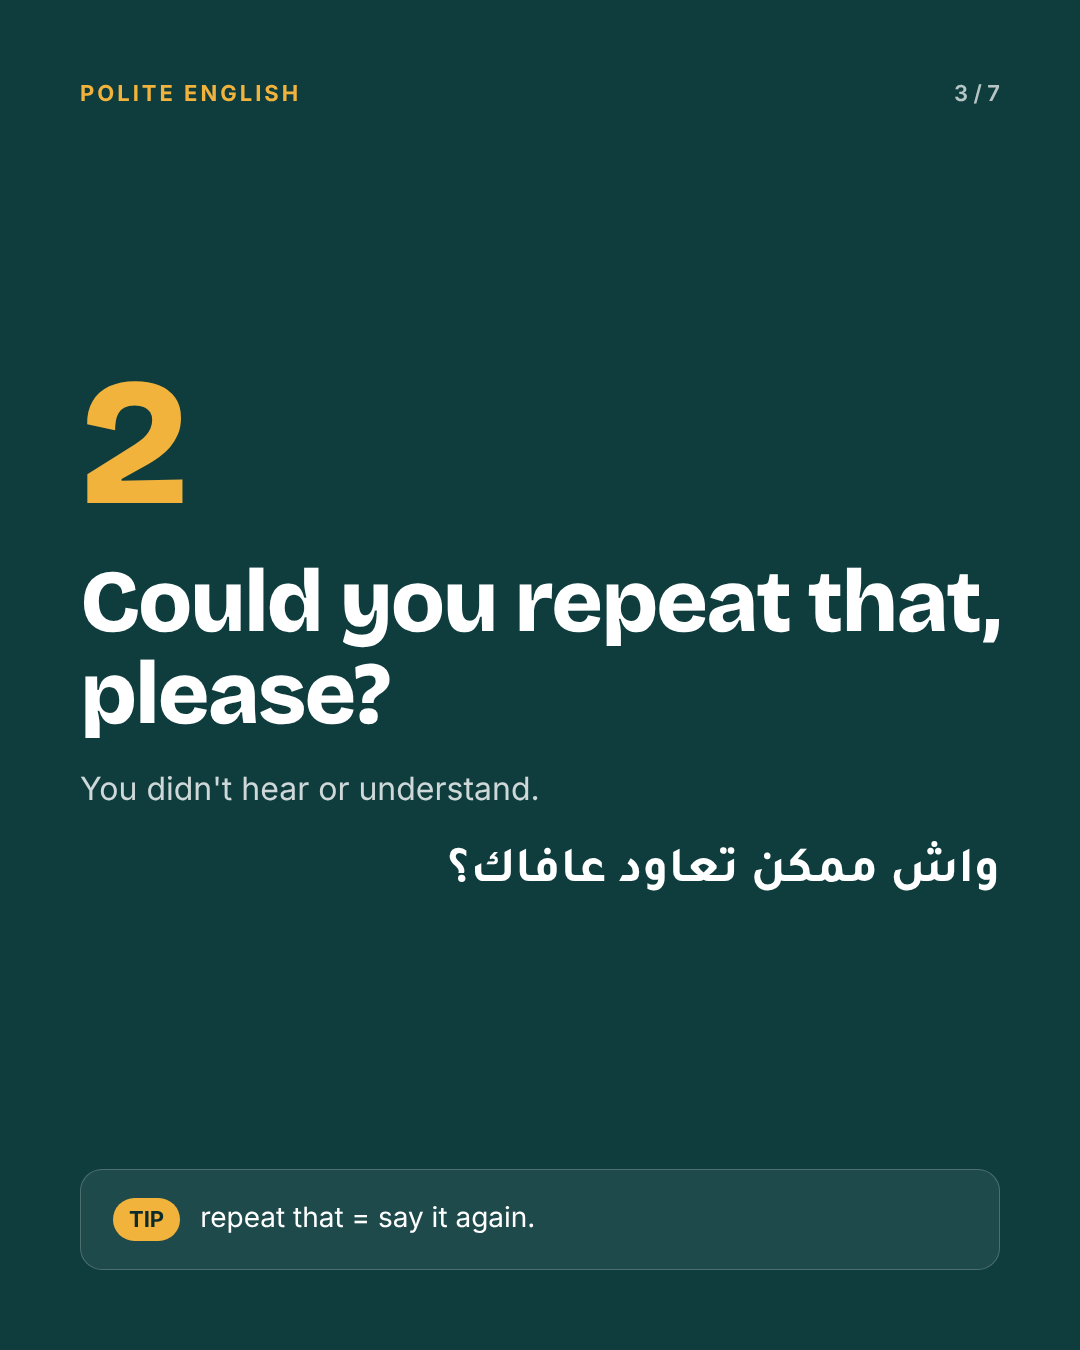 POLITE ENGLISH
3 / 7
2
Could you repeat that,
please?
You didn't hear or understand.
واش ممكن تعاود عافاك؟
TIP repeat that = say it again.